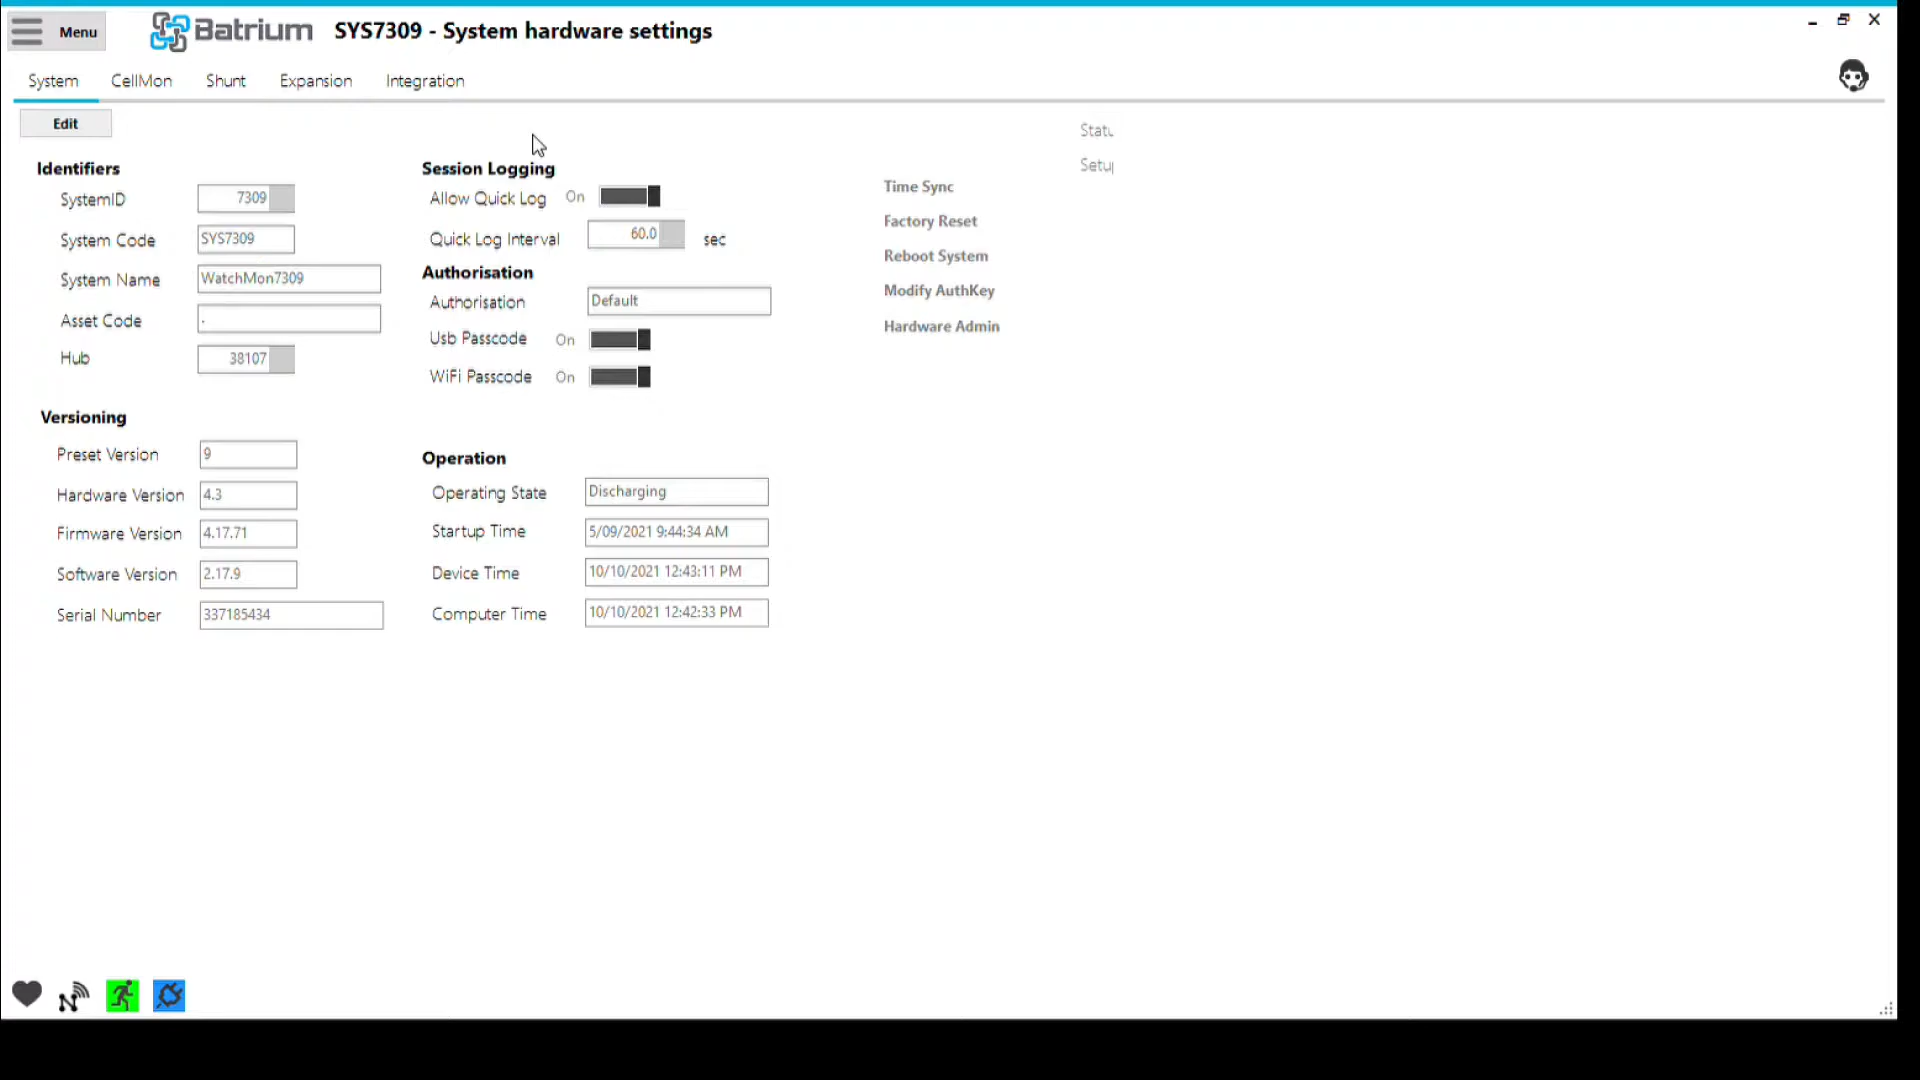 Menu
Batrium
SYS7309 - System hardware settings
System
CellMon
Shunt
Expansion
Integration
Edit
Identifiers
SystemID
7309
System Code
SYS7309
System Name
WatchMon7309
Asset Code
.
Hub
38107
Versioning
Preset Version
9
Hardware Version
4.3
Firmware Version
4.17.71
Software Version
2.17.9
Serial Number
337185434
Session Logging
Allow Quick Log
On
Quick Log Interval
60.0
sec
Authorisation
Authorisation
Default
Usb Passcode
On
WiFi Passcode
On
Operation
Operating State
Discharging
Startup Time
5/09/2021 9:44:34 AM
Device Time
10/10/2021 12:43:11 PM
Computer Time
10/10/2021 12:42:33 PM
Time Sync
Factory Reset
Reboot System
Modify AuthKey
Hardware Admin
N